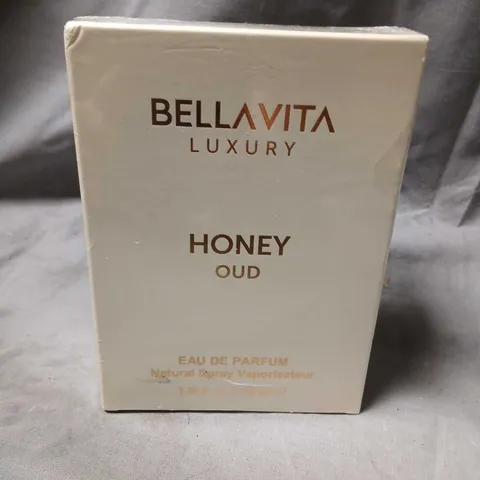 BELLAVITA
LUXURY
HONEY
OUD
EAU DE PARFUM
Natural Spray Vaporisateur